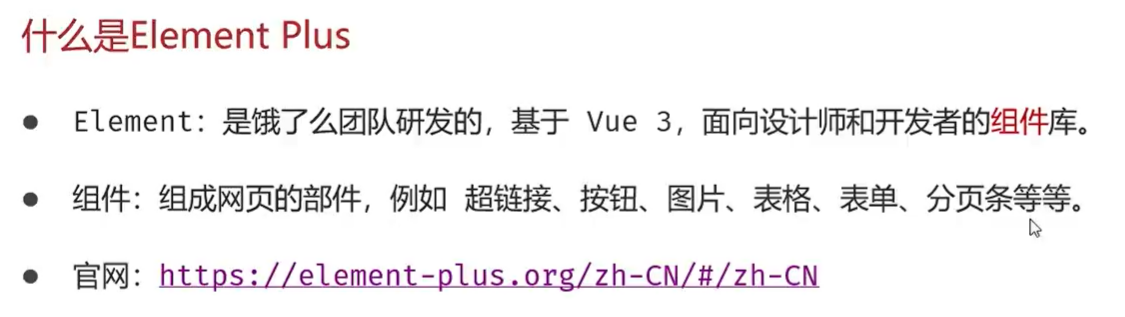 什么是Element Plus
● Element：是饿了么团队研发的，基于 Vue 3，面向设计师和开发者的组件库。
● 组件：组成网页的部件，例如 超链接、按钮、图片、表格、表单、分页条等等。
● 官网：https://element-plus.org/zh-CN/#/zh-CN